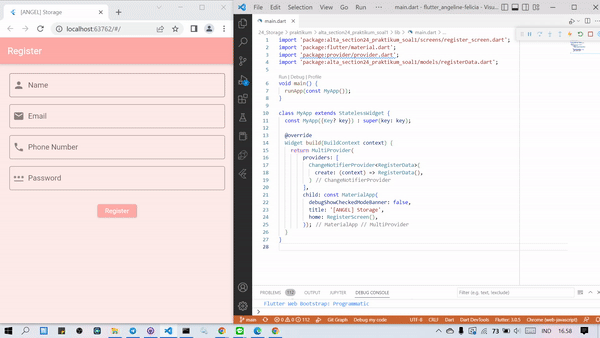 [ANGEL] Storage
localhost:63762/#/
Register
Name
Email
Phone Number
Password
Register
File Edit Selection View Go Run ··· main.dart - flutter_angeline-felicia - Visu...
main.dart
24_Storage > praktikum > alta_section24_praktikum_soal1 > lib > main.dart > ...
1 import 'package:alta_section24_praktikum_soal1/screens/register_screen.dart';
2 import 'package:flutter/material.dart';
3 import 'package:provider/provider.dart';
4 import 'package:alta_section24_praktikum_soal1/models/registerData.dart';
5
Run | Debug | Profile
6 void main() {
7 runApp(const MyApp());
8 }
9
10 class MyApp extends StatelessWidget {
11 const MyApp({Key? key}) : super(key: key);
12
13 @override
14 Widget build(BuildContext context) {
15 return MultiProvider(
16 providers: [
17 ChangeNotifierProvider<RegisterData>(
18 create: (context) => RegisterData(),
19 ) // ChangeNotifierProvider
20 ],
21 child: const MaterialApp(
22 debugShowCheckedModeBanner: false,
23 title: '[ANGEL] Storage',
24 home: RegisterScreen(),
25 )); // MaterialApp // MultiProvider
26 }
27 }
28
PROBLEMS 112 OUTPUT JUPYTER DEBUG CONSOLE Filter (e.g. text, !exclude)
Flutter Web Bootstrap: Programmatic
main 0 0 112 Git Graph Debug my code UTF-8 CRLF Dart Dart DevTools Flutter: 3.0.5 Chrome (web-javascript)
73 IND 16.58